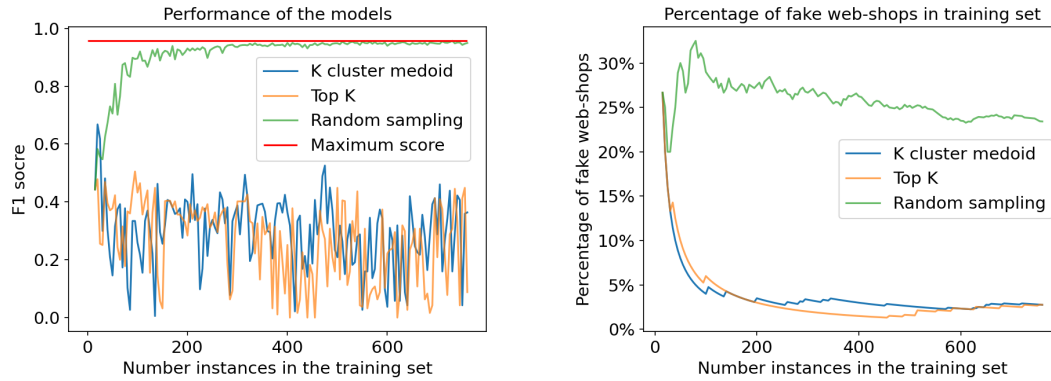 Performance of the models
1.0
0.8
0.6
0.4
0.2
0.0
F1 socre
K cluster medoid
Top K
Random sampling
Maximum score
0
200
400
600
Number instances in the training set
Percentage of fake web-shops in training set
30%
25%
20%
15%
10%
5%
0%
Percentage of fake web-shops
K cluster medoid
Top K
Random sampling
0
200
400
600
Number instances in the training set